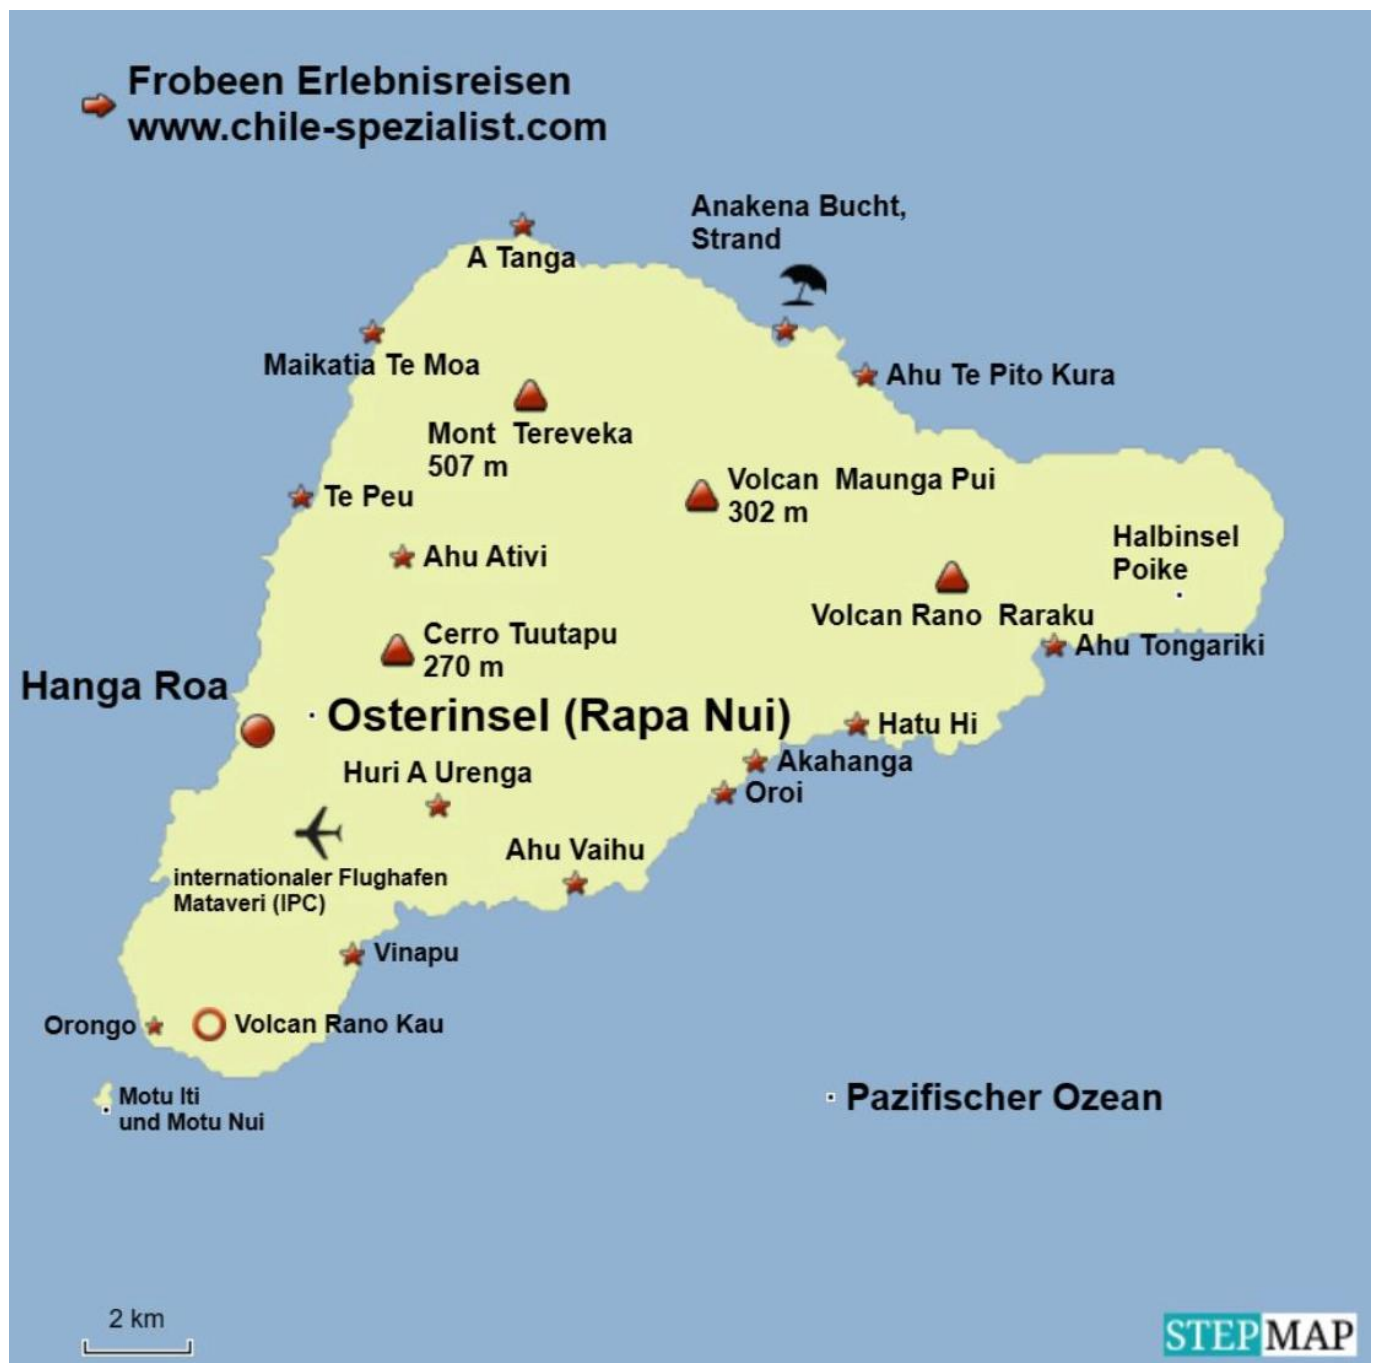 Frobeen Erlebnisreisen
www.chile-spezialist.com
Anakena Bucht,
Strand
A Tanga
Maikatia Te Moa
Ahu Te Pito Kura
Mont Tereveka
507 m
Volcan Maunga Pui
302 m
Te Peu
Halbinsel
Poike
Ahu Ativi
Volcan Rano Raraku
Cerro Tuutapu
270 m
Ahu Tongariki
Hanga Roa
Osterinsel (Rapa Nui)
Hatu Hi
Akahanga
Huri A Urenga
Oroi
Ahu Vaihu
internationaler Flughafen
Mataveri (IPC)
Vinapu
Orongo
Volcan Rano Kau
Motu Iti
und Motu Nui
Pazifischer Ozean
2 km
STEPMAP